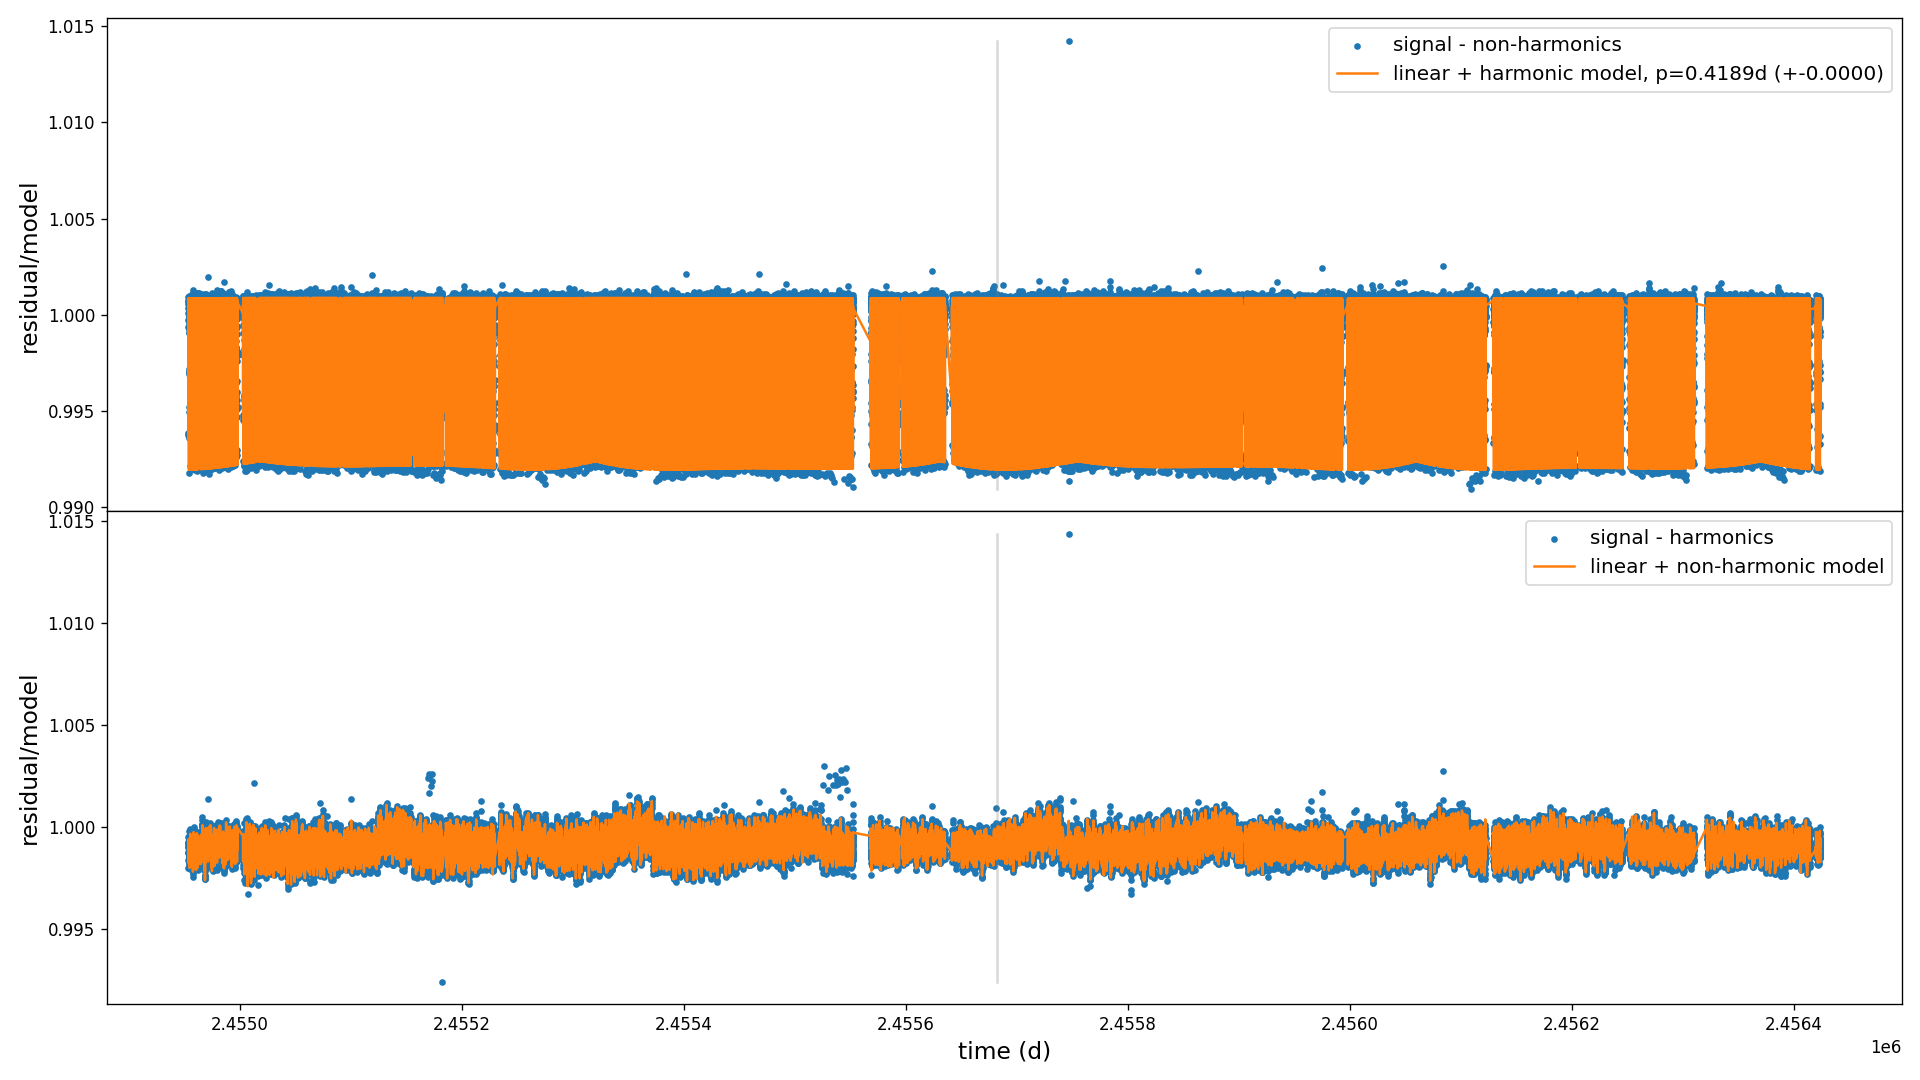 1.015
1.010
1.005
1.000
0.995
0.990
residual/model
signal - non-harmonics
linear + harmonic model, p=0.4189d (+-0.0000)
1.015
1.010
1.005
1.000
0.995
residual/model
signal - harmonics
linear + non-harmonic model
2.4550 2.4552 2.4554 2.4556 2.4558 2.4560 2.4562 2.4564
time (d)
1e6